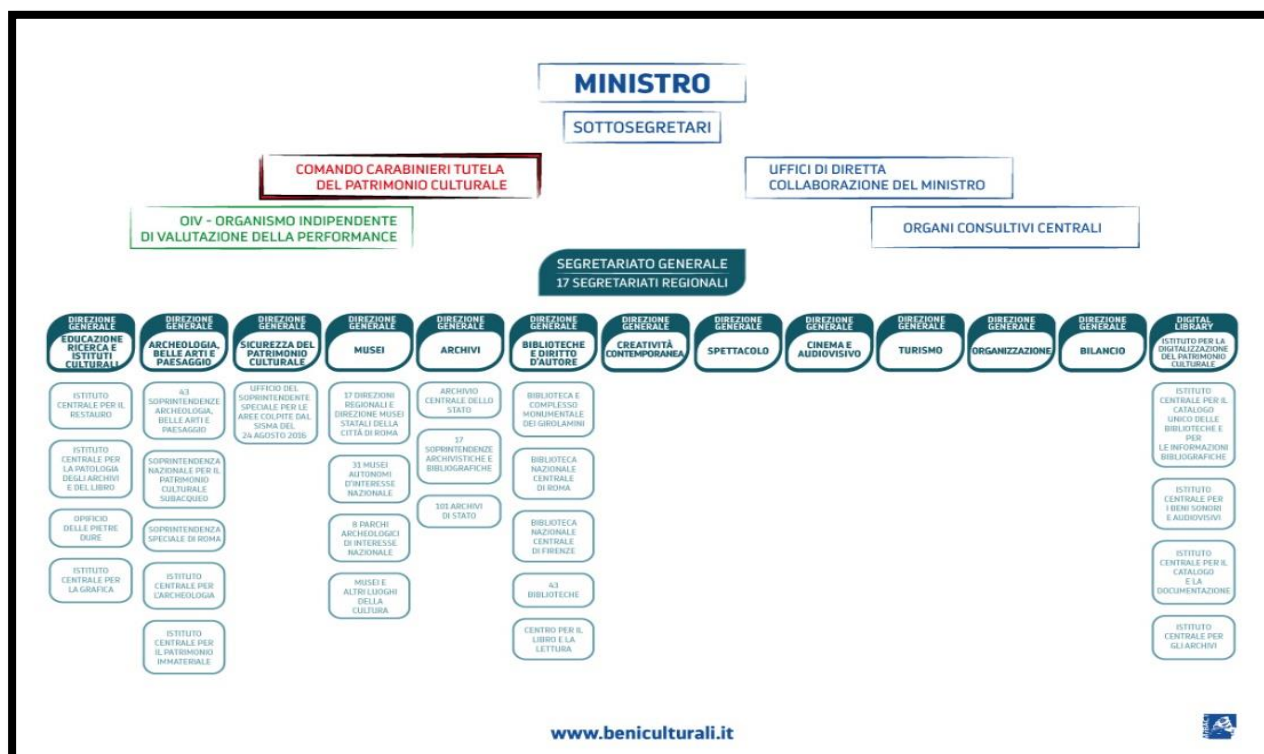 MINISTRO
SOTTOSEGRETARI
COMANDO CARABINIERI TUTELA
DEL PATRIMONIO CULTURALE
UFFICI DI DIRETTA
COLLABORAZIONE DEL MINISTRO
OIV - ORGANISMO INDIPENDENTE
DI VALUTAZIONE DELLA PERFORMANCE
ORGANI CONSULTIVI CENTRALI
SEGRETARIATO GENERALE
17 SEGRETARIATI REGIONALI
DIREZIONE
GENERALE
EDUCAZIONE
RICERCA E
ISTITUTI
CULTURALI
ISTITUTO
CENTRALE PER IL
RESTAURO
ISTITUTO
CENTRALE PER
LA PATOLOGIA
DEGLI ARCHIVI
E DEL LIBRO
OPIFICIO
DELLE PIETRE
DURE
ISTITUTO
CENTRALE PER
LA GRAFICA
DIREZIONE
GENERALE
ARCHEOLOGIA,
BELLE ARTI E
PAESAGGIO
43
SOPRINTENDENZE
ARCHEOLOGIA,
BELLE ARTI E
PAESAGGIO
SOPRINTENDENZA
NAZIONALE PER IL
PATRIMONIO
CULTURALE
SUBACQUEO
SOPRINTENDENZA
SPECIALE DI ROMA
ISTITUTO
CENTRALE PER
L'ARCHEOLOGIA
ISTITUTO
CENTRALE PER
IL PATRIMONIO
IMMATERIALE
DIREZIONE
GENERALE
SICUREZZA DEL
PATRIMONIO
CULTURALE
UFFICIO DEL
SOPRINTENDENTE
SPECIALE PER LE
AREE COLPITE DAL
SISMA DEL
24 AGOSTO 2016
DIREZIONE
GENERALE
MUSEI
17 DIREZIONI
REGIONALI E
DIREZIONE MUSEI
STATALI DELLA
CITTÀ DI ROMA
31 MUSEI
AUTONOMI
D'INTERESSE
NAZIONALE
8 PARCHI
ARCHEOLOGICI
DI INTERESSE
NAZIONALE
MUSEI E
ALTRI LUOGHI
DELLA
CULTURA
DIREZIONE
GENERALE
ARCHIVI
ARCHIVIO
CENTRALE DELLO
STATO
17
SOPRINTENDENZE
ARCHIVISTICHE E
BIBLIOGRAFICHE
101 ARCHIVI
DI STATO
DIREZIONE
GENERALE
BIBLIOTECHE
E DIRITTO
D'AUTORE
BIBLIOTECA E
COMPLESSO
MONUMENTALE
DEI GIROLAMINI
BIBLIOTECA
NAZIONALE
CENTRALE
DI ROMA
BIBLIOTECA
NAZIONALE
CENTRALE
DI FIRENZE
43
BIBLIOTECHE
CENTRO PER IL
LIBRO E LA
LETTURA
DIREZIONE
GENERALE
CREATIVITÀ
CONTEMPORANEA
DIREZIONE
GENERALE
SPETTACOLO
DIREZIONE
GENERALE
CINEMA E
AUDIOVISIVO
DIREZIONE
GENERALE
TURISMO
DIREZIONE
GENERALE
ORGANIZZAZIONE
DIREZIONE
GENERALE
BILANCIO
DIGITAL
LIBRARY
ISTITUTO PER LA
DIGITALIZZAZIONE
DEL PATRIMONIO
CULTURALE
ISTITUTO
CENTRALE PER IL
CATALOGO
UNICO DELLE
BIBLIOTECHE E
PER
LE INFORMAZIONI
BIBLIOGRAFICHE
ISTITUTO
CENTRALE PER
I BENI SONORI
E AUDIOVISIVI
ISTITUTO
CENTRALE PER IL
CATALOGO
E LA
DOCUMENTAZIONE
ISTITUTO
CENTRALE PER
GLI ARCHIVI
www.beniculturali.it